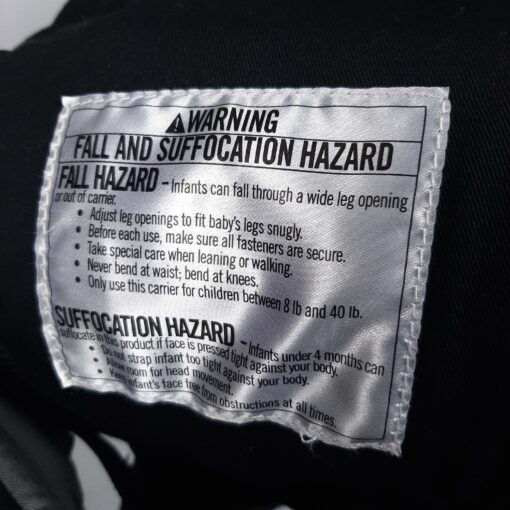 ⚠WARNING
FALL AND SUFFOCATION HAZARD
FALL HAZARD – Infants can fall through a wide leg opening
or out of carrier.
• Adjust leg openings to fit baby's legs snugly.
• Before each use, make sure all fasteners are secure.
• Take special care when leaning or walking.
• Never bend at waist; bend at knees.
• Only use this carrier for children between 8 lb and 40 lb.
SUFFOCATION HAZARD – Infants under 4 months can
suffocate in this product if face is pressed tight against your body.
• Do not strap infant too tight against your body.
• Allow room for head movement.
• Keep infant's face free from obstructions at all times.